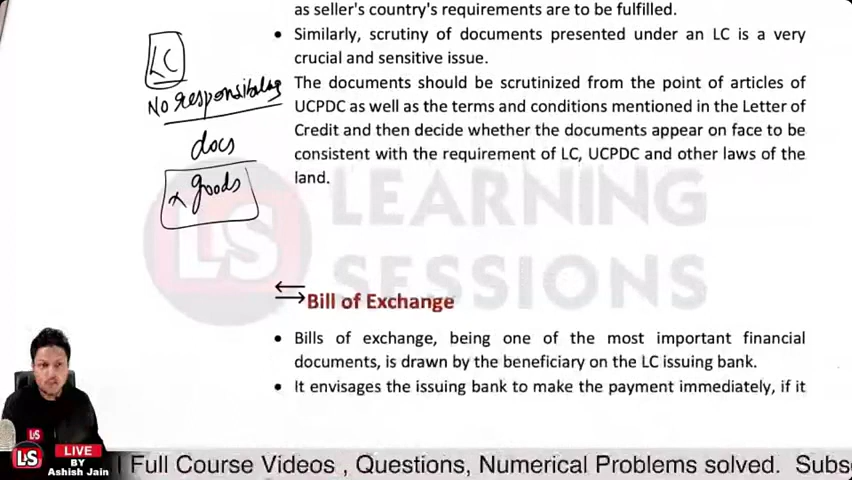 as seller's country's requirements are to be fulfilled.
• Similarly, scrutiny of documents presented under an LC is a very
crucial and sensitive issue.
The documents should be scrutinized from the point of articles of
UCPDC as well as the terms and conditions mentioned in the Letter of
Credit and then decide whether the documents appear on face to be
consistent with the requirement of LC, UCPDC and other laws of the
land.
LC
No
docs
x goods
LS
LEARNING
SESSIONS
Bill of Exchange
• Bills of exchange, being one of the most important financial
documents, is drawn by the beneficiary on the LC issuing bank.
• It envisages the issuing bank to make the payment immediately, if it
LS
LS
LIVE
BY
Ashish Jain
Full Course Videos , Questions, Numerical Problems solved. Subs